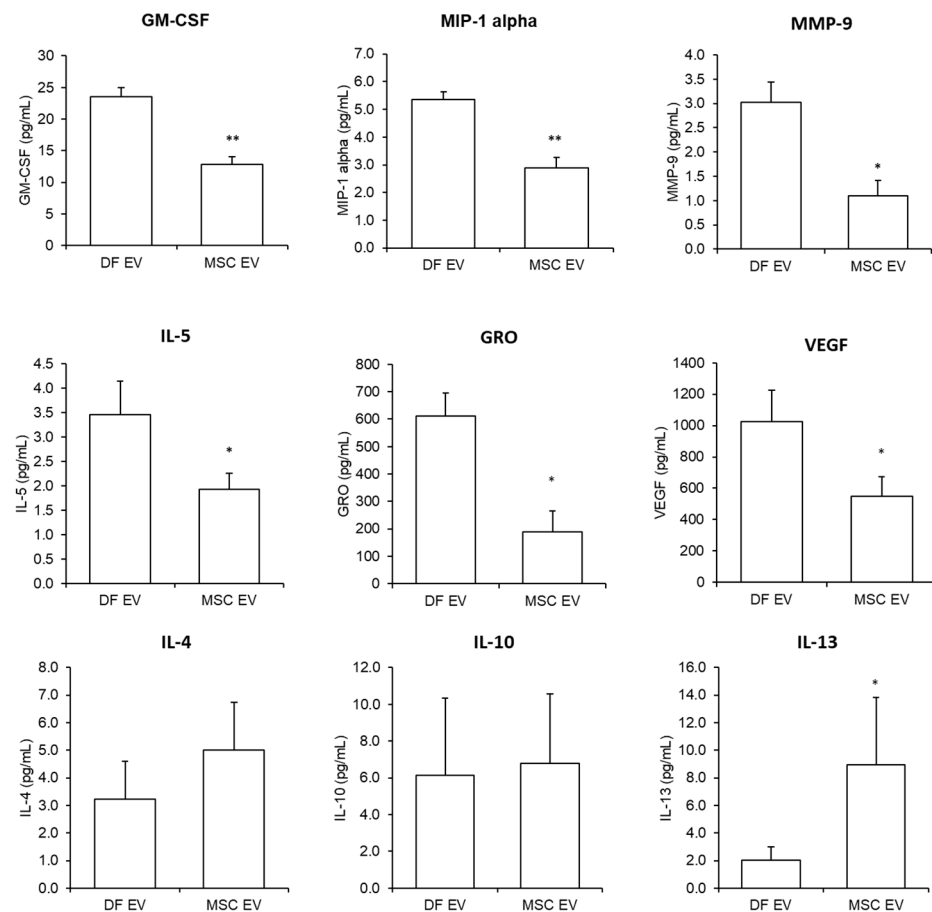 GM-CSF
30
25
20
15
10
5
0
GM-CSF (pg/mL)
**
DF EV
MSC EV
MIP-1 alpha
7.0
6.0
5.0
4.0
3.0
2.0
1.0
0.0
MIP-1 alpha (pg/mL)
**
DF EV
MSC EV
MMP-9
5.0
4.5
4.0
3.5
3.0
2.5
2.0
1.5
1.0
0.5
0.0
MMP-9 (pg/mL)
*
DF EV
MSC EV
IL-5
4.5
4.0
3.5
3.0
2.5
2.0
1.5
1.0
0.5
0.0
IL-5 (pg/mL)
*
DF EV
MSC EV
GRO
800
700
600
500
400
300
200
100
0
GRO (pg/mL)
*
DF EV
MSC EV
VEGF
1400
1200
1000
800
600
400
200
0
VEGF (pg/mL)
*
DF EV
MSC EV
IL-4
8.0
7.0
6.0
5.0
4.0
3.0
2.0
1.0
0.0
IL-4 (pg/mL)
DF EV
MSC EV
IL-10
12.0
10.0
8.0
6.0
4.0
2.0
0.0
IL-10 (pg/mL)
DF EV
MSC EV
IL-13
16.0
14.0
12.0
10.0
8.0
6.0
4.0
2.0
0.0
IL-13 (pg/mL)
*
DF EV
MSC EV